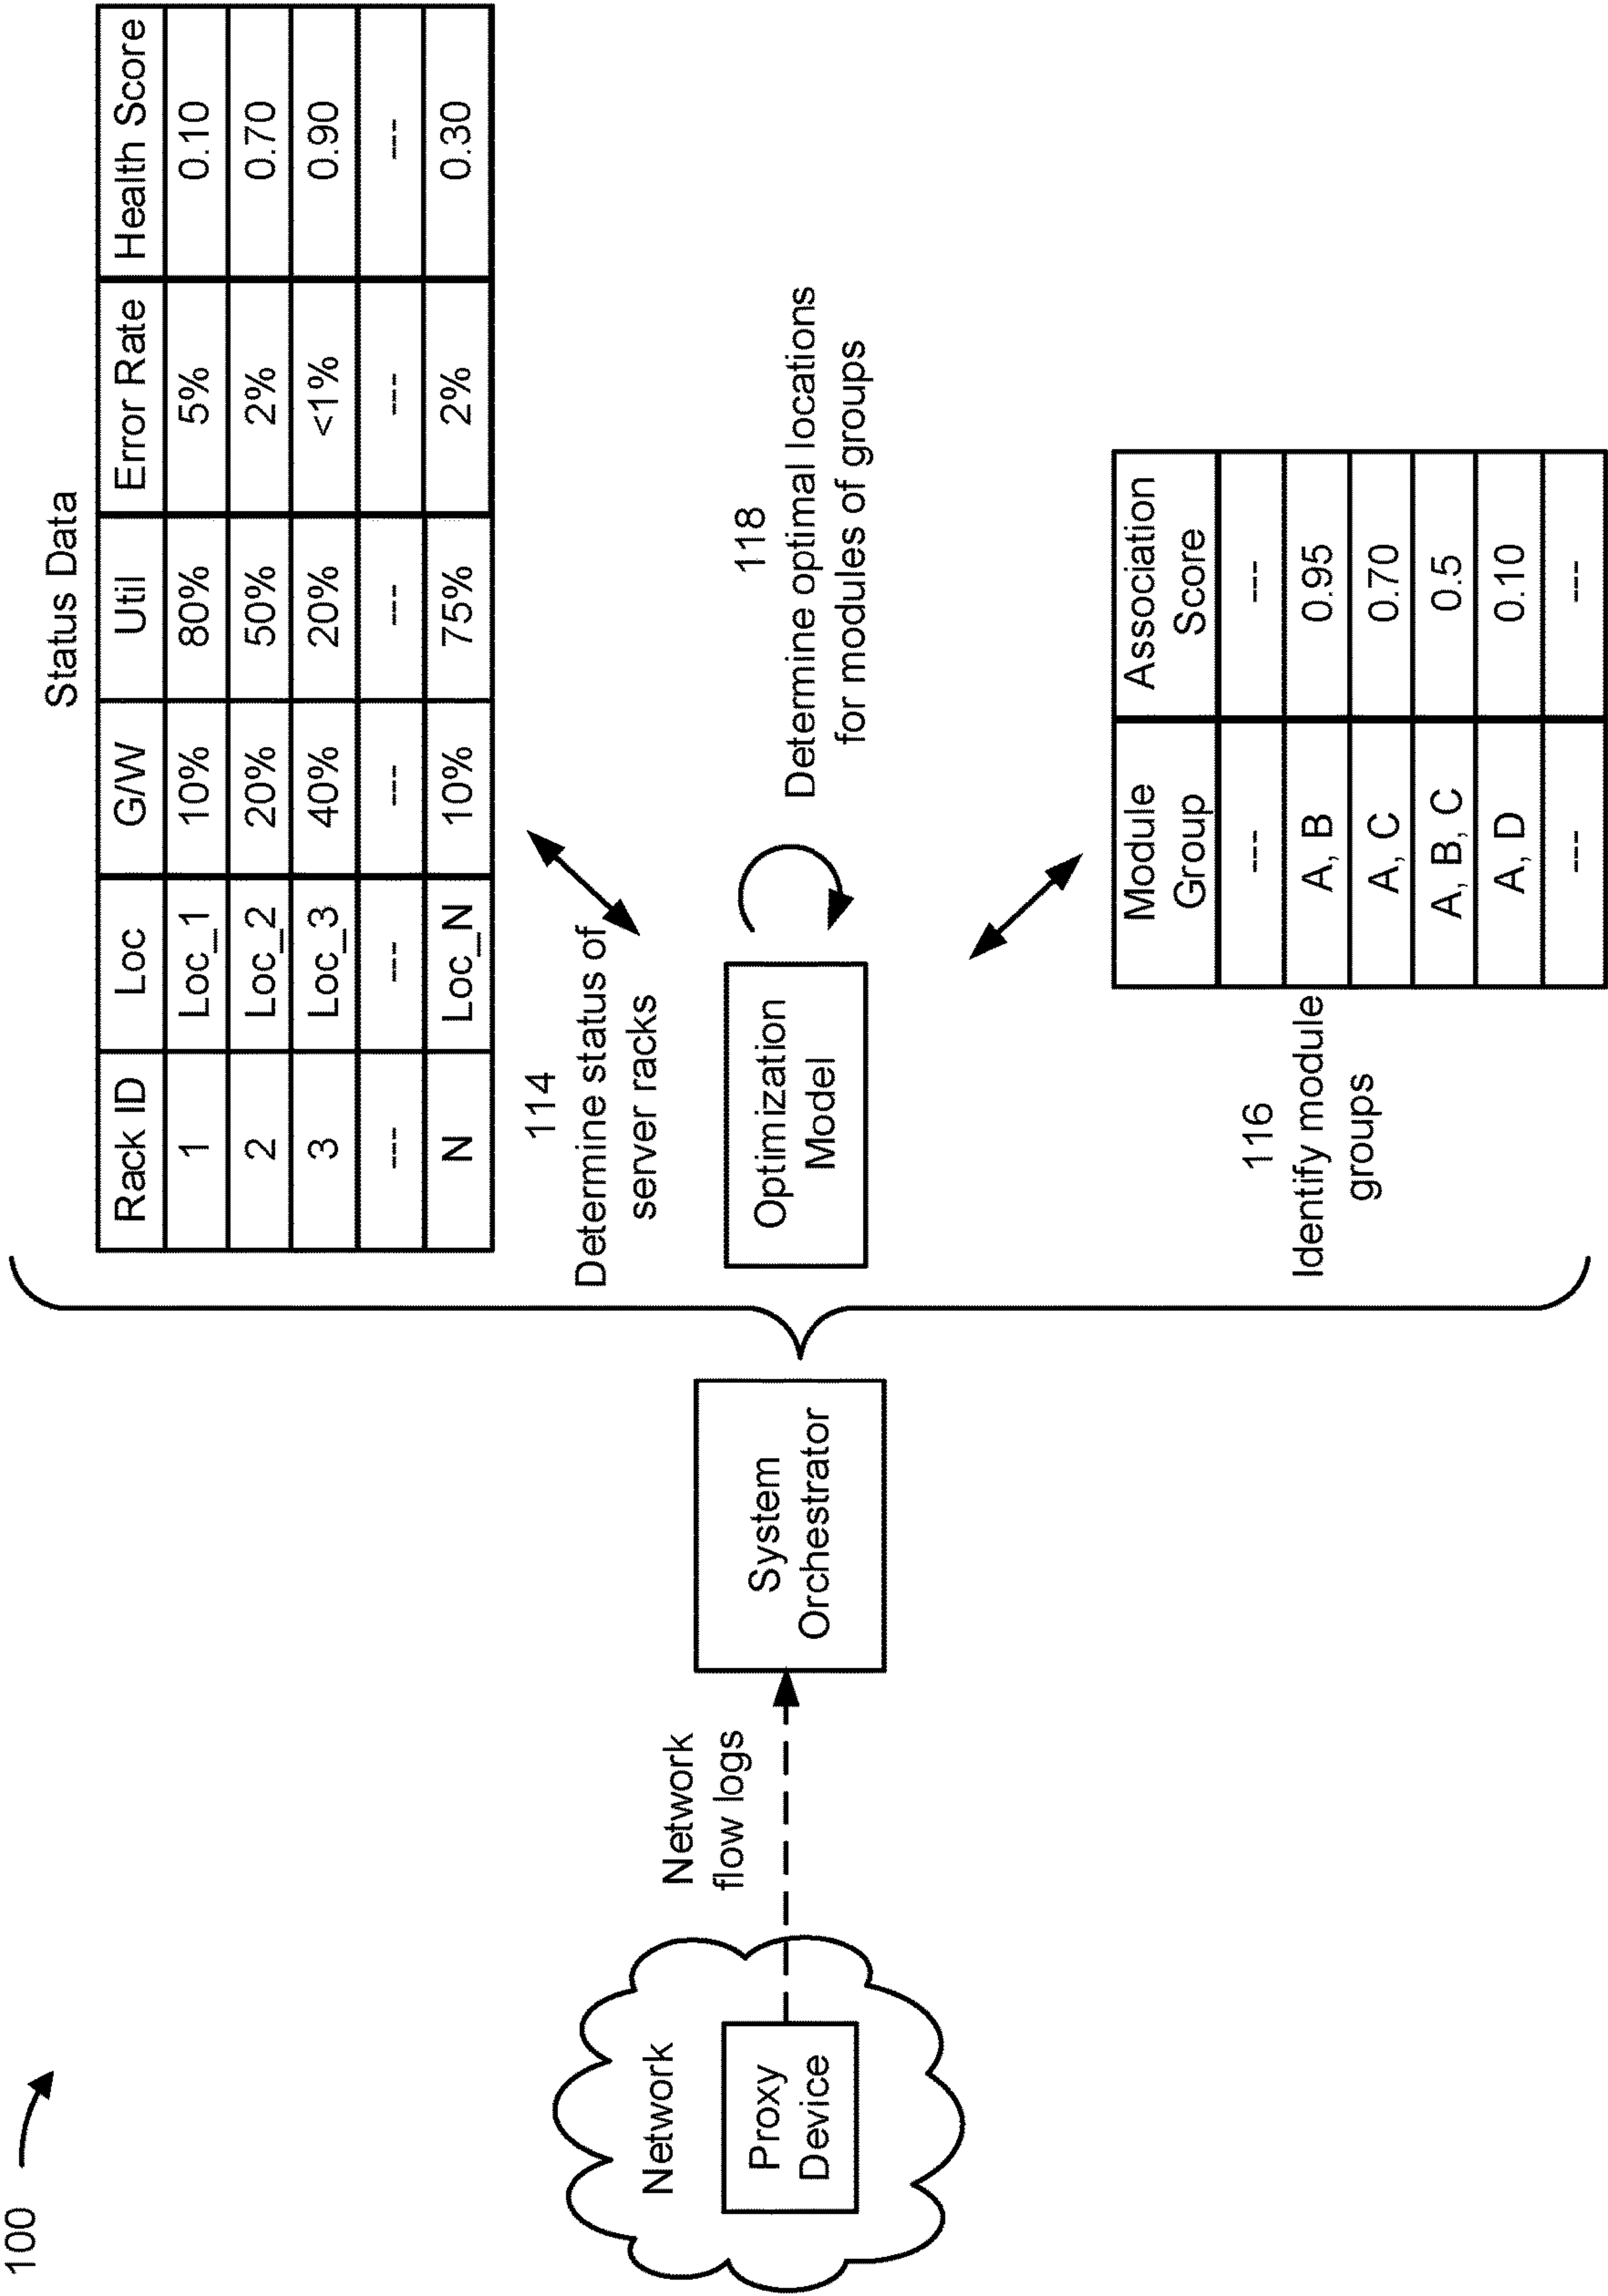 100
Status Data
Rack ID Loc G/W Util Error Rate Health Score
1 Loc_1 10% 80% 5% 0.10
2 Loc_2 20% 50% 2% 0.70
3 Loc_3 40% 20% <1% 0.90
--- --- --- --- --- ---
N Loc_N 10% 75% 2% 0.30
114
Determine status of
server racks
Network
flow logs
Network
Proxy
Device
System
Orchestrator
Optimization
Model
118
Determine optimal locations
for modules of groups
116
Identify module
groups
Module Association
Group Score
--- ---
A, B 0.95
A, C 0.70
A, B, C 0.5
A, D 0.10
--- ---